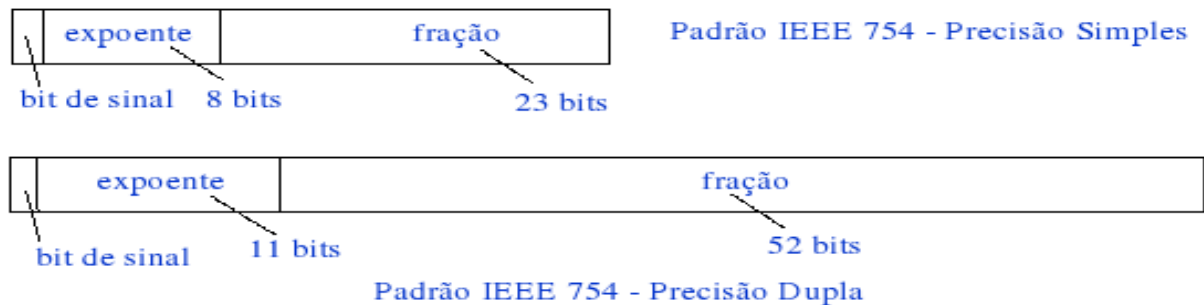 expoente fração Padrão IEEE 754 - Precisão Simples
bit de sinal 8 bits 23 bits
expoente fração
bit de sinal 11 bits 52 bits
Padrão IEEE 754 - Precisão Dupla